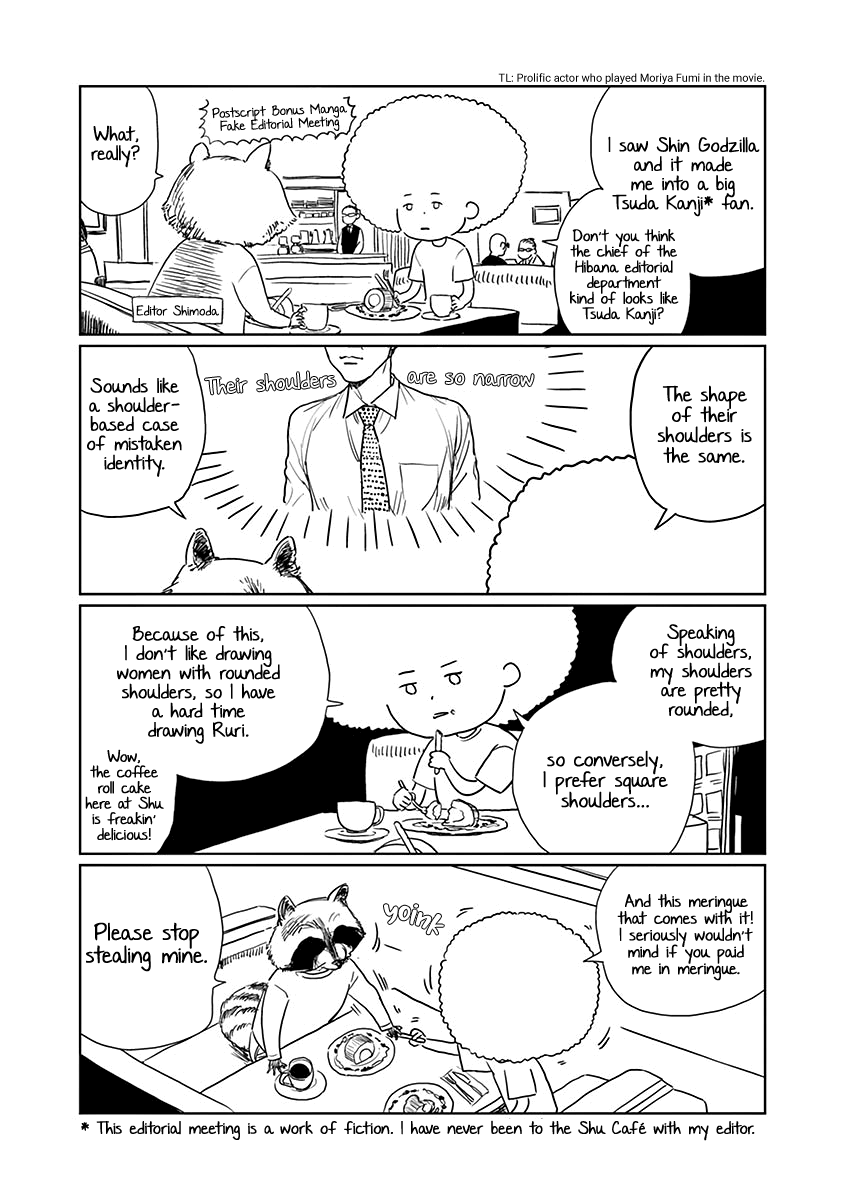 TL: Prolific actor who played Moriya Fumi in the movie.
I saw Shin Godzilla
and it made
me into a big
Tsuda Kanji* fan.
Don't you think
the chief of the
Hibana editorial
department
kind of looks like
Tsuda Kanji?
Postscript Bonus Manga
Fake Editorial Meeting
What,
really?
Editor Shimoda
The shape
of their
shoulders is
the same.
Their shoulders are so narrow
Sounds like
a shoulder-
based case
of mistaken
identity.
Speaking
of shoulders,
my shoulders
are pretty
rounded,
so conversely,
I prefer square
shoulders...
Because of this,
I don't like drawing
women with rounded
shoulders, so I have
a hard time
drawing Ruri.
Wow,
the coffee
roll cake
here at Shu
is freakin'
delicious!
And this meringue
that comes with it!
I seriously wouldn't
mind if you paid
me in meringue.
yoink
Please stop
stealing mine.
* This editorial meeting is a work of fiction. I have never been to the Shu Café with my editor.